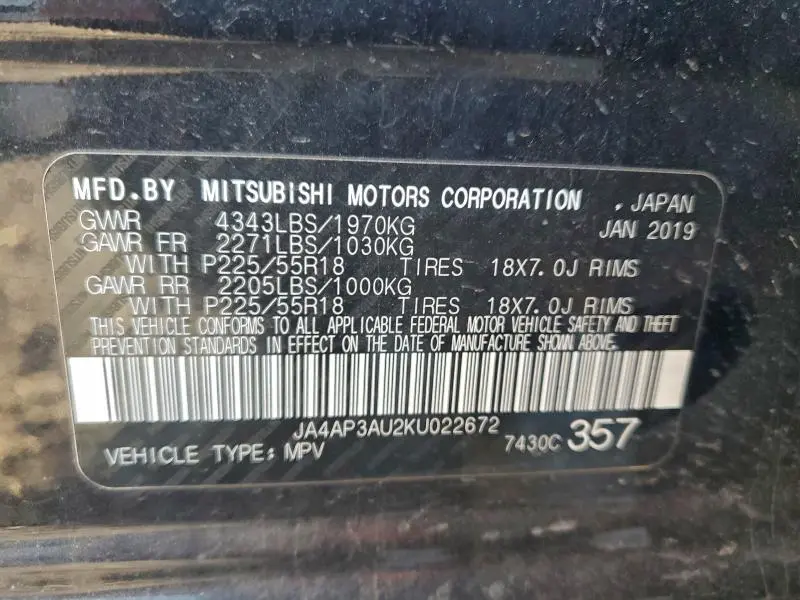 MFD.BY MITSUBISHI MOTORS CORPORATION , JAPAN
GWR 4343LBS/1970KG JAN 2019
GAWR FR 2271LBS/1030KG
WITH P225/55R18 TIRES 18X7.0J RIMS
GAWR RR 2205LBS/1000KG
WITH P225/55R18 TIRES 18X7.0J RIMS
THIS VEHICLE CONFORMS TO ALL APPLICABLE FEDERAL MOTOR VEHICLE SAFETY AND THEFT
PREVENTION STANDARDS IN EFFECT ON THE DATE OF MANUFACTURE SHOWN ABOVE.
JA4AP3AU2KU022672
VEHICLE TYPE: MPV 7430C 357